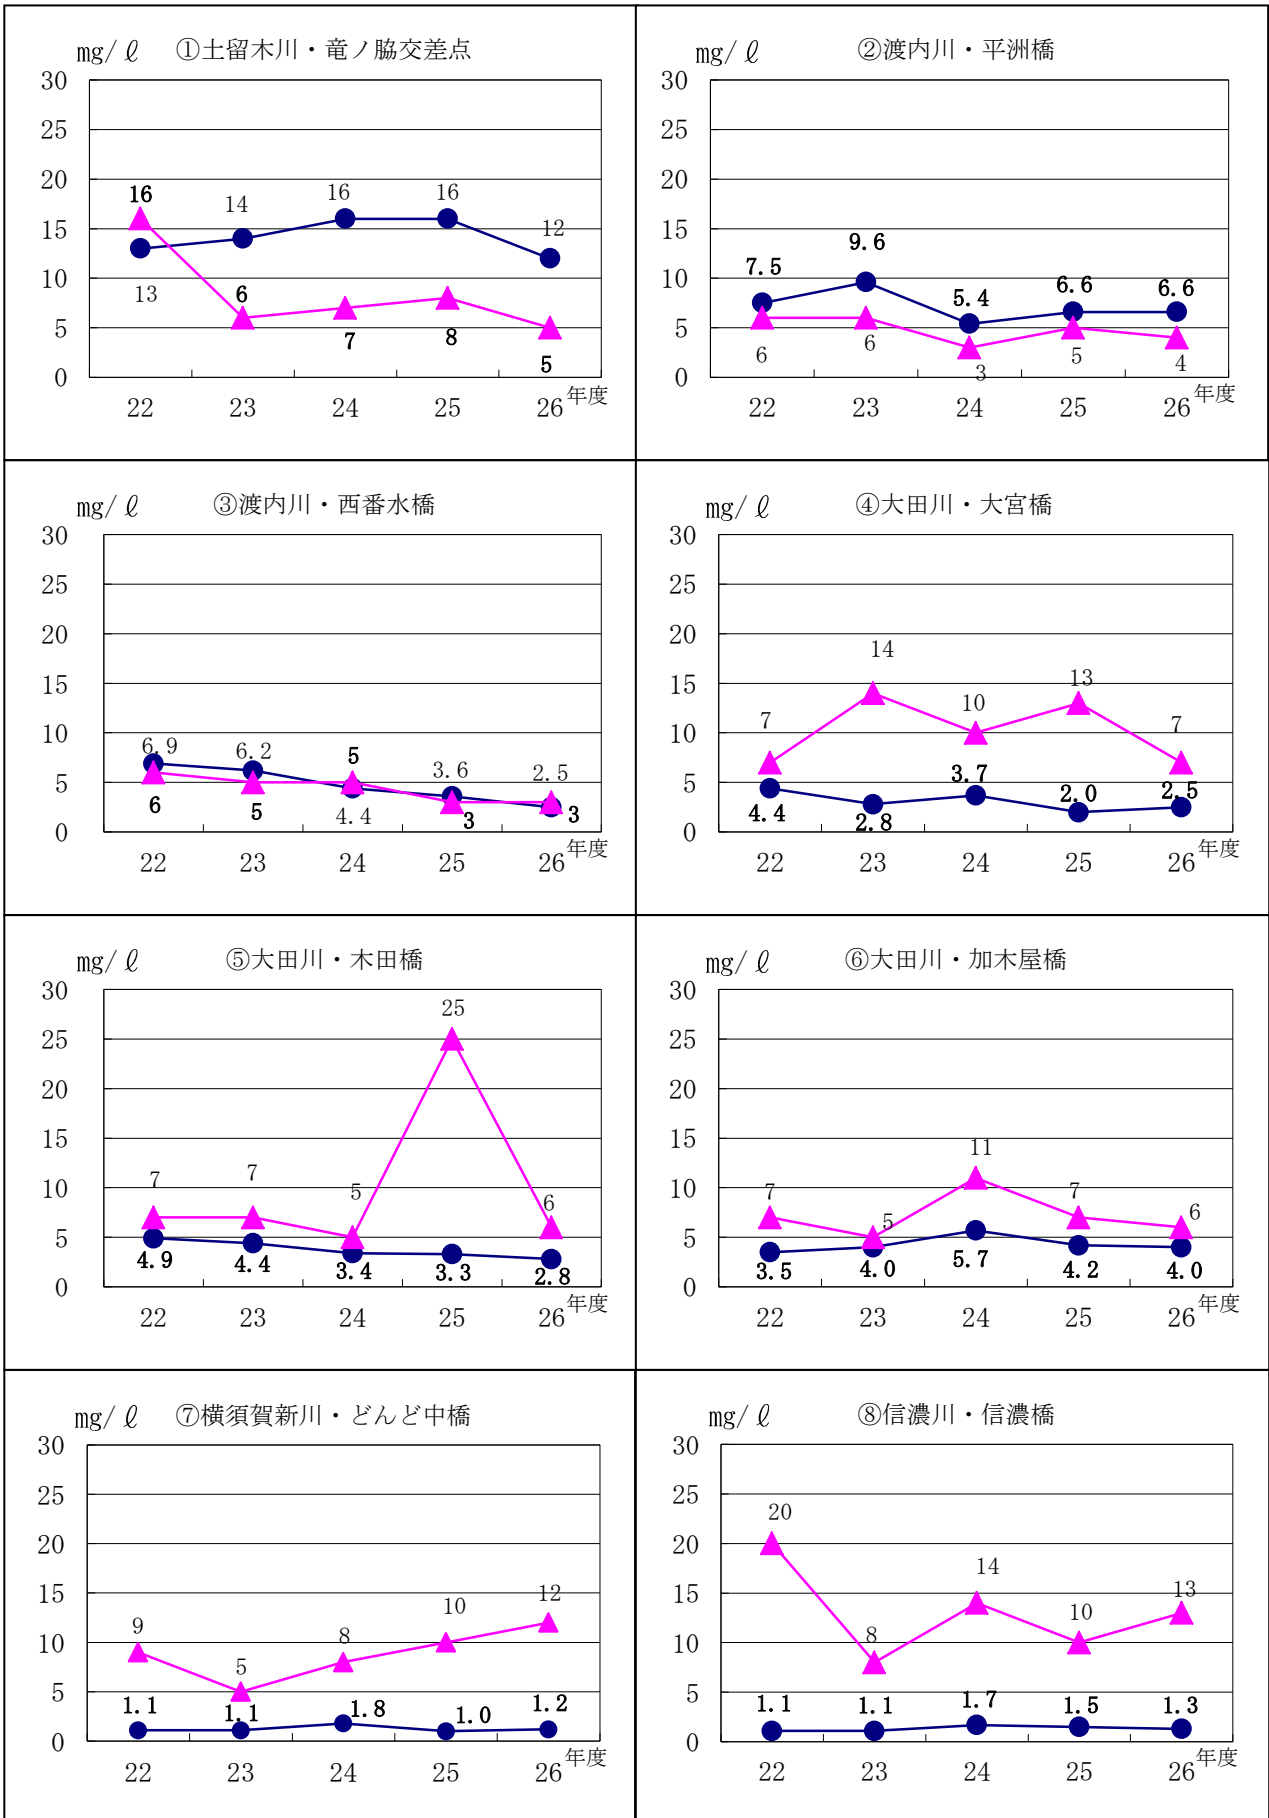 mg/ℓ ①土留木川・竜ノ脇交差点
30
25
20
15
10
5
0
16 14 16 16 12
13 6 7 8 5
22 23 24 25 26 年度
mg/ℓ ②渡内川・平洲橋
30
25
20
15
10
5
0
7.5 9.6 5.4 6.6 6.6
6 6 3 5 4
22 23 24 25 26 年度
mg/ℓ ③渡内川・西番水橋
30
25
20
15
10
5
0
6.9 6.2 5 3.6 2.5
6 5 4.4 3 3
22 23 24 25 26 年度
mg/ℓ ④大田川・大宮橋
30
25
20
15
10
5
0
7 14 10 13 7
4.4 2.8 3.7 2.0 2.5
22 23 24 25 26 年度
mg/ℓ ⑤大田川・木田橋
30
25
20
15
10
5
0
7 7 5 25 6
4.9 4.4 3.4 3.3 2.8
22 23 24 25 26 年度
mg/ℓ ⑥大田川・加木屋橋
30
25
20
15
10
5
0
7 5 11 7 6
3.5 4.0 5.7 4.2 4.0
22 23 24 25 26 年度
mg/ℓ ⑦横須賀新川・どんど中橋
30
25
20
15
10
5
0
9 5 8 10 12
1.1 1.1 1.8 1.0 1.2
22 23 24 25 26 年度
mg/ℓ ⑧信濃川・信濃橋
30
25
20
15
10
5
0
20 8 14 10 13
1.1 1.1 1.7 1.5 1.3
22 23 24 25 26 年度